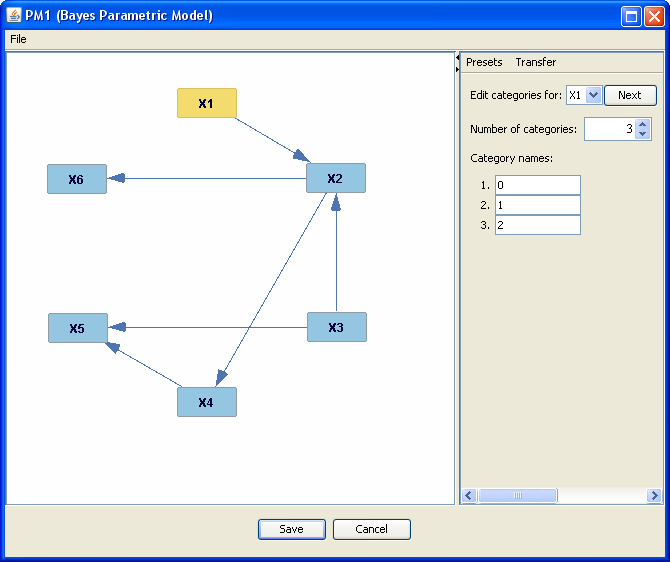 PM1 (Bayes Parametric Model)
File
Presets Transfer
X1
Edit categories for: X1 Next
Number of categories: 3
Category names:
X6
X2
1. 0
2. 1
3. 2
X5
X3
X4
Save Cancel